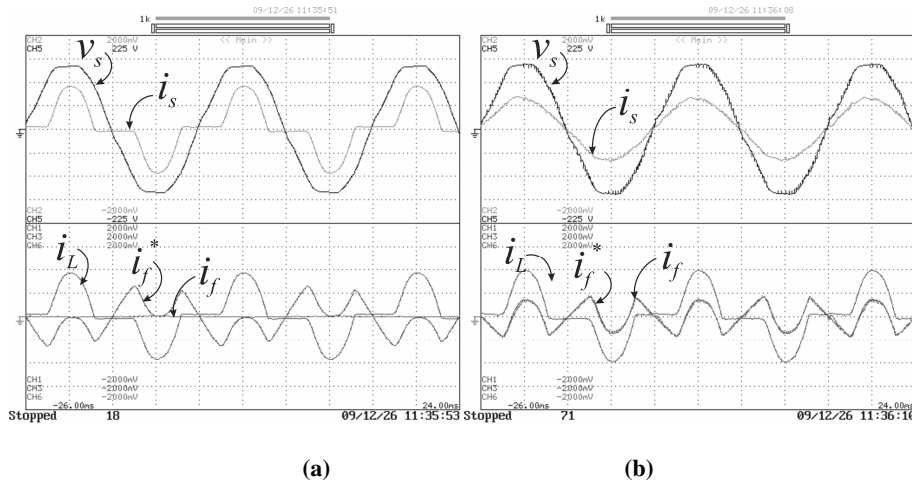 09/12/26 11:35:51
1k
<< Main >>
CH2 2000mV
CH5 225 V
v_s
i_s
CH2 -2000mV
CH5 -225 V
CH1 2000mV
CH3 2000mV
CH6 2000mV
i_L
i_f^*
i_f
CH1 -2000mV
CH3 -2000mV
CH6 -2000mV
-26.00ms
24.00ms
Stopped 18 09/12/26 11:35:53
(a)
09/12/26 11:36:08
1k
<< Main >>
CH2 2000mV
CH5 225 V
v_s
i_s
CH2 -2000mV
CH5 -225 V
CH1 2000mV
CH3 2000mV
CH6 2000mV
i_L
i_f^*
i_f
CH1 -2000mV
CH3 -2000mV
CH6 -2000mV
-26.00ms
24.00ms
Stopped 71 09/12/26 11:36:10
(b)